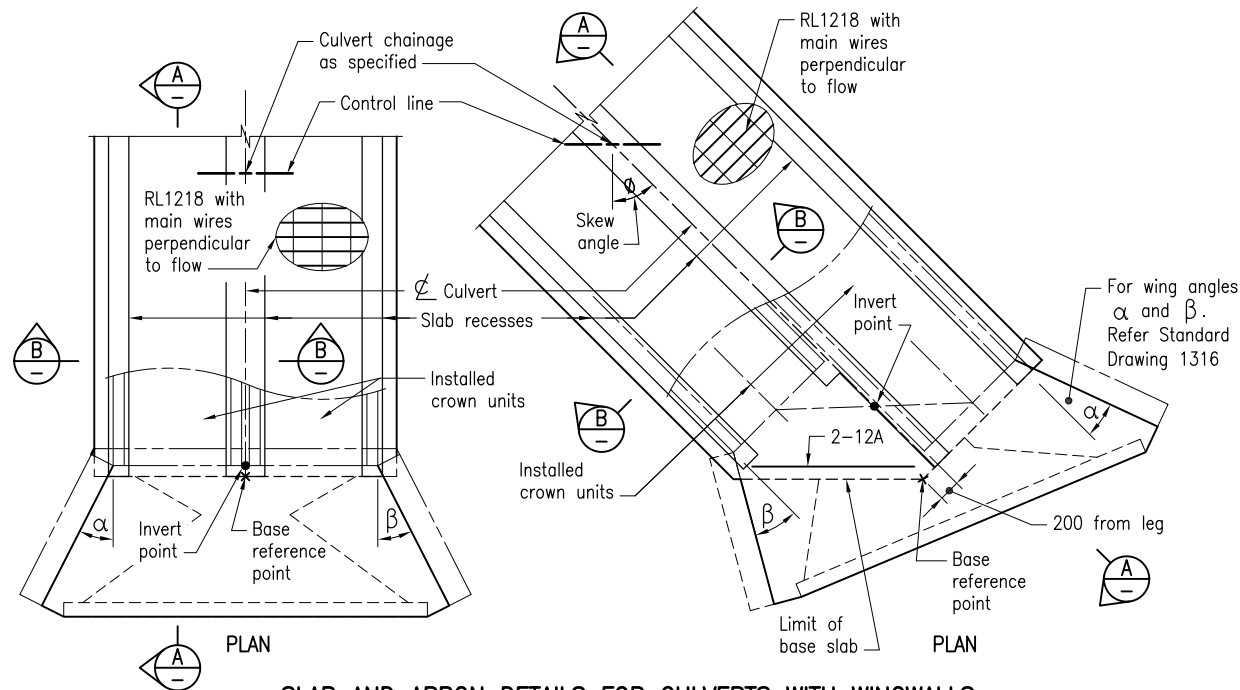 A
–
Culvert chainage
as specified
Control line
RL1218 with
main wires
perpendicular
to flow
B
–
B
–
℄ Culvert
Slab recesses
Installed
crown units
α
β
Invert
point
Base
reference
point
A
–
PLAN
A
–
RL1218 with
main wires
perpendicular
to flow
Skew
angle
ø
B
–
Invert
point
For wing angles
α and β.
Refer Standard
Drawing 1316
B
–
2-12A
Installed
crown units
α
β
200 from leg
Base
reference
point
A
–
Limit of
base slab
PLAN
SLAB AND APRON DETAILS FOR CULVERTS WITH WINGWALLS